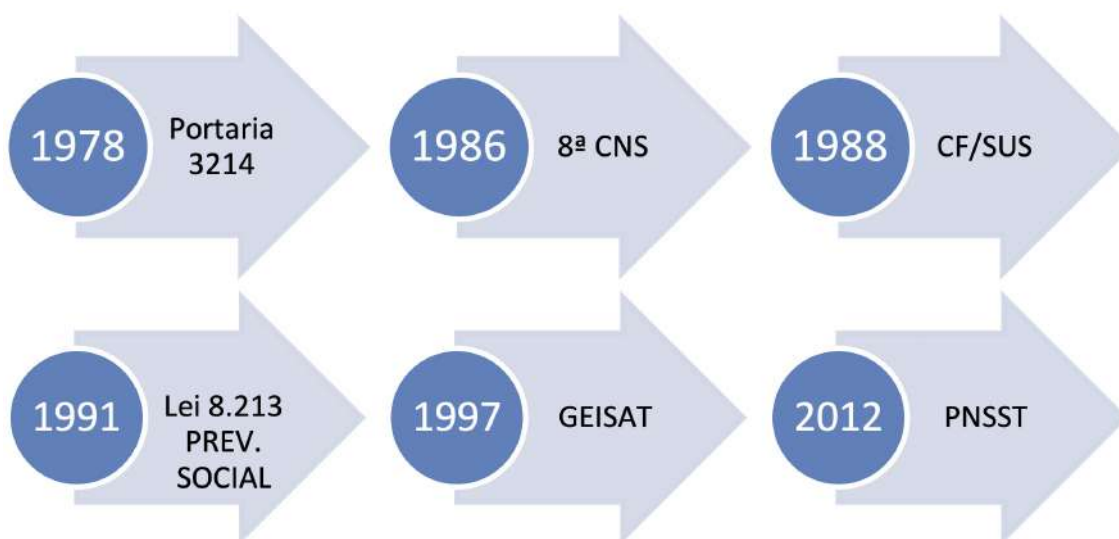 1978
Portaria
3214
1986
8ª CNS
1988
CF/SUS
1991
Lei 8.213
PREV.
SOCIAL
1997
GEISAT
2012
PNSST